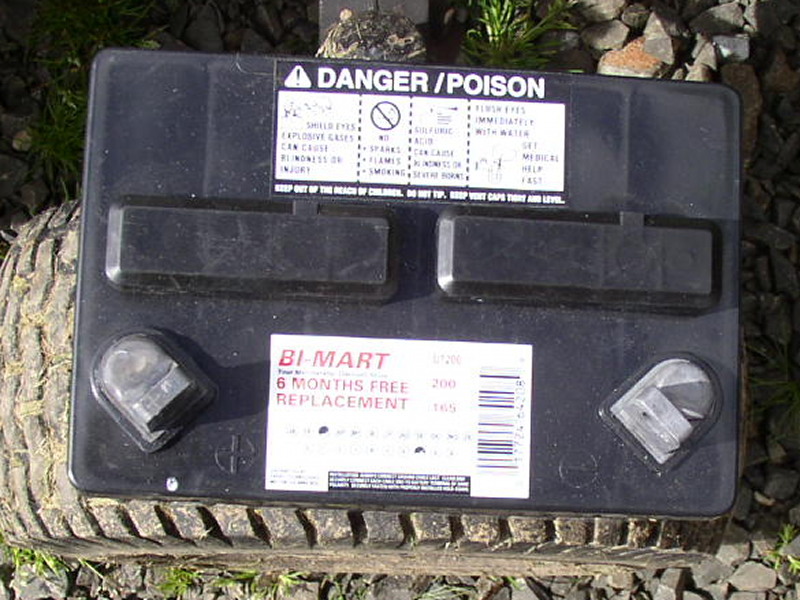 DANGER/POISON
SHIELD EYES
EXPLOSIVE GASES
CAN CAUSE
BLINDNESS OR
INJURY
NO
• SPARKS
• FLAMES
• SMOKING
SULFURIC
ACID
CAN CAUSE
BLINDNESS OR
SEVERE BURNS
FLUSH EYES
IMMEDIATELY
WITH WATER
GET
MEDICAL
HELP
FAST
KEEP OUT OF THE REACH OF CHILDREN. DO NOT TIP. KEEP VENT CAPS TIGHT AND LEVEL.
BI-MART
6 MONTHS FREE
REPLACEMENT
200
165
+